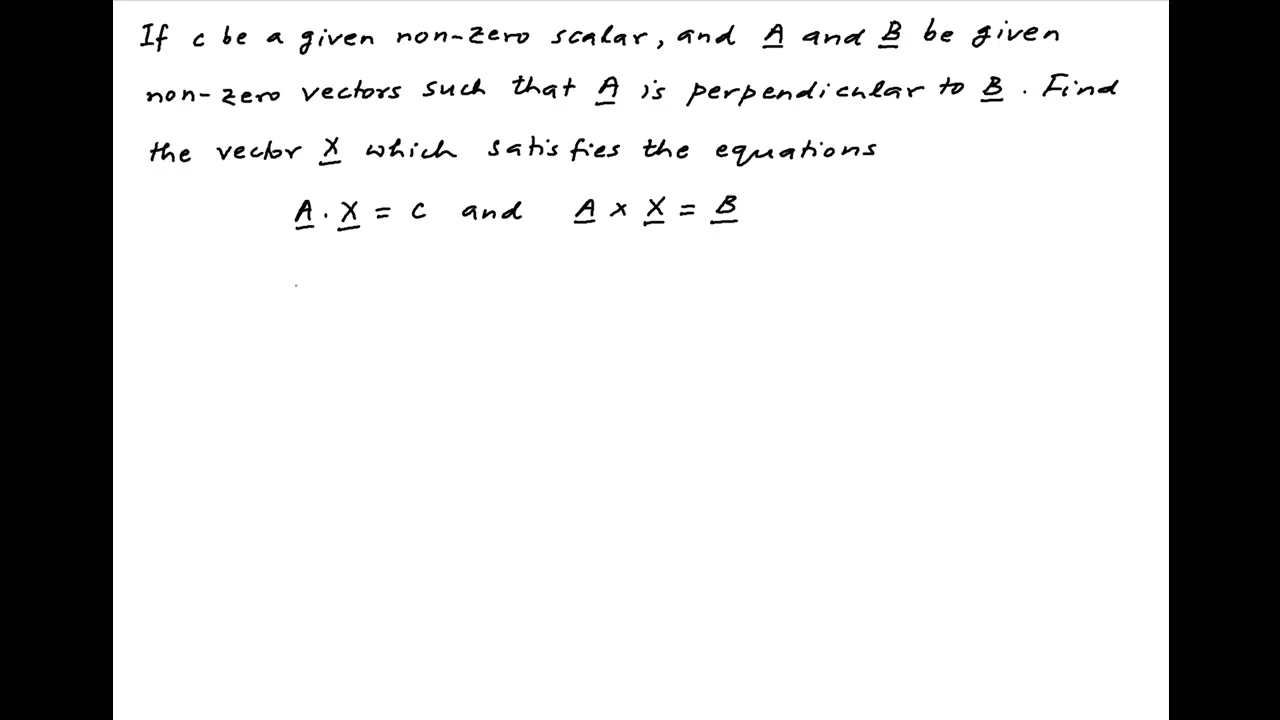 If c be a given non-zero scalar, and A and B be given
non-zero vectors such that A is perpendicular to B. Find
the vector X which satisfies the equations
A . X = c and A × X = B